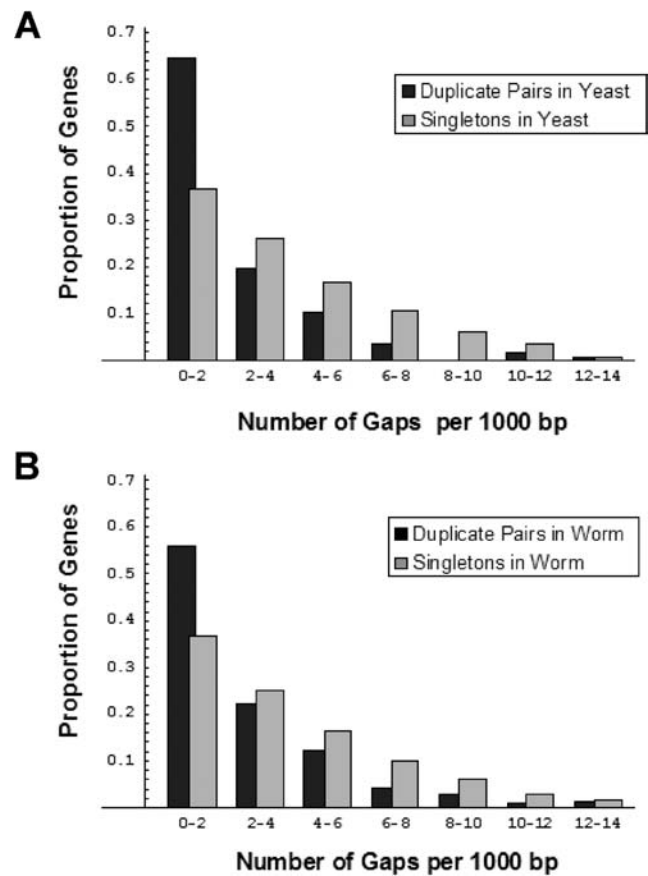 A
0.7
0.6
0.5
0.4
0.3
0.2
0.1
Proportion of Genes
Duplicate Pairs in Yeast
Singletons in Yeast
0-2 2-4 4-6 6-8 8-10 10-12 12-14
Number of Gaps per 1000 bp
B
0.7
0.6
0.5
0.4
0.3
0.2
0.1
Proportion of Genes
Duplicate Pairs in Worm
Singletons in Worm
0-2 2-4 4-6 6-8 8-10 10-12 12-14
Number of Gaps per 1000 bp